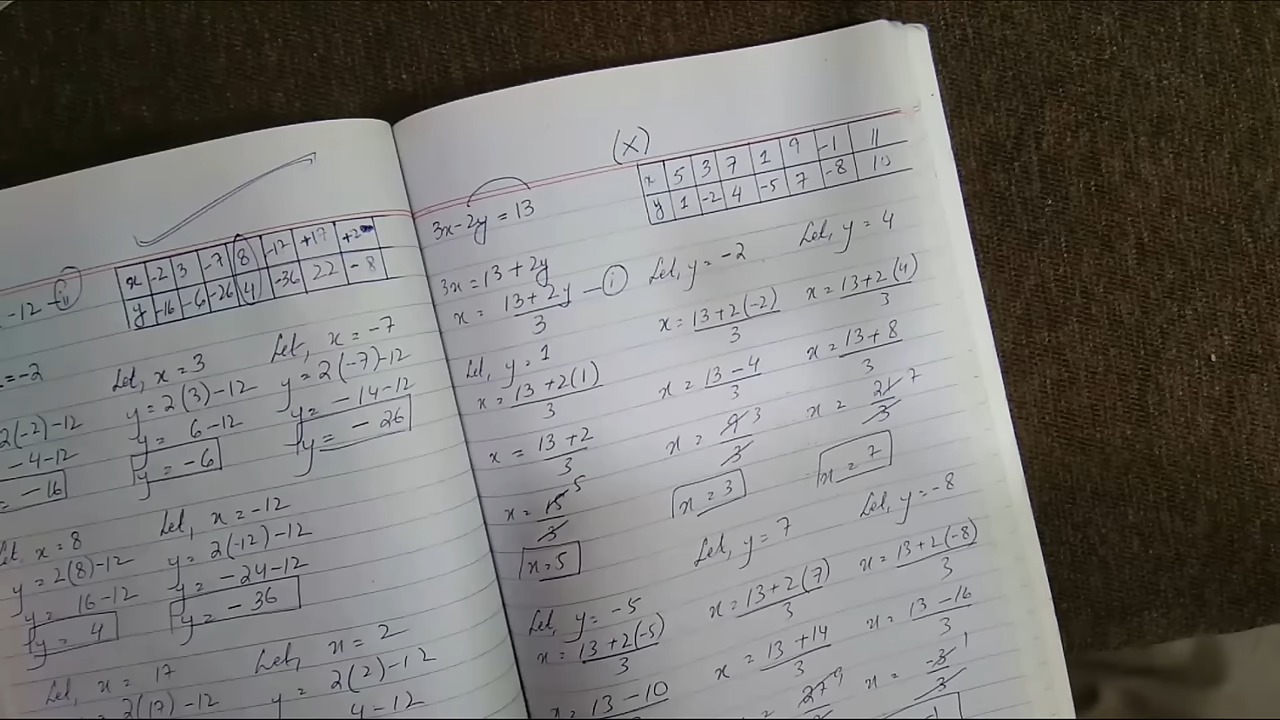 x -2 3 -7 8 -12 +17 +2
y -16 -6 -26 (4) -36 22 -8
-12 -(ii)
=-2
2(-2)-12
-4-12
= -16
Let, x = 3
y = 2(3)-12
y = 6-12
y = -6
Let, x = -7
y = 2(-7)-12
y = -14-12
y = -26
Let, x = 8
y = 2(8)-12
y = 16-12
y = 4
Let, x = -12
y = 2(-12)-12
y = -24-12
y = -36
Let, x = 17
2(17)-12
Let, x = 2
y = 2(2)-12
4-12
(X)
x 5 3 7 1 9 -1 11
y 1 -2 4 -5 7 -8 10
3x-2y = 13
3x = 13+2y
x = 13+2y -(i)
3
Let, y = 1
x = 13+2(1)
3
x = 13+2
3
x = 15 5
3
x=5
Let, y = -2
x = 13+2(-2)
3
x = 13-4
3
x = 9 3
3
x = 3
Let, y = 4
x = 13+2(4)
3
x = 13+8
3
x = 21 7
3
x = 7
Let, y = -5
x = 13+2(-5)
3
x = 13-10
Let, y = 7
x = 13+2(7)
3
x = 13+14
3
27 9
Let, y = -8
x = 13+2(-8)
3
x = 13-16
3
x = -3 1
3
-1